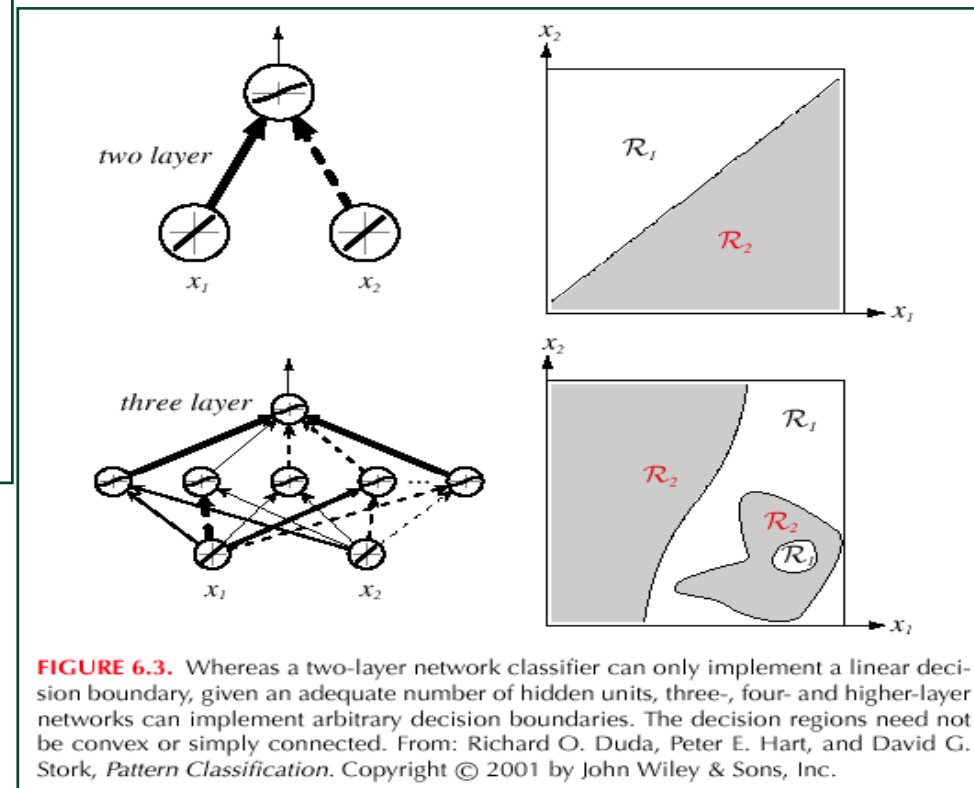 x₂
two layer
R₁
R₂
x₁
x₂
x₁
x₂
three layer
R₁
R₂
R₂
R₁
x₁
x₂
x₁
FIGURE 6.3. Whereas a two-layer network classifier can only implement a linear deci-
sion boundary, given an adequate number of hidden units, three-, four- and higher-layer
networks can implement arbitrary decision boundaries. The decision regions need not
be convex or simply connected. From: Richard O. Duda, Peter E. Hart, and David G.
Stork, Pattern Classification. Copyright © 2001 by John Wiley & Sons, Inc.